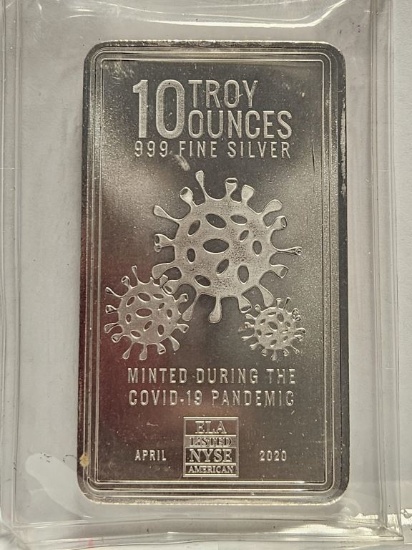 10 TROY
OUNCES
999 FINE SILVER
MINTED DURING THE
COVID-19 PANDEMIC
ELA
LISTED
NYSE
AMERICAN
APRIL 2020